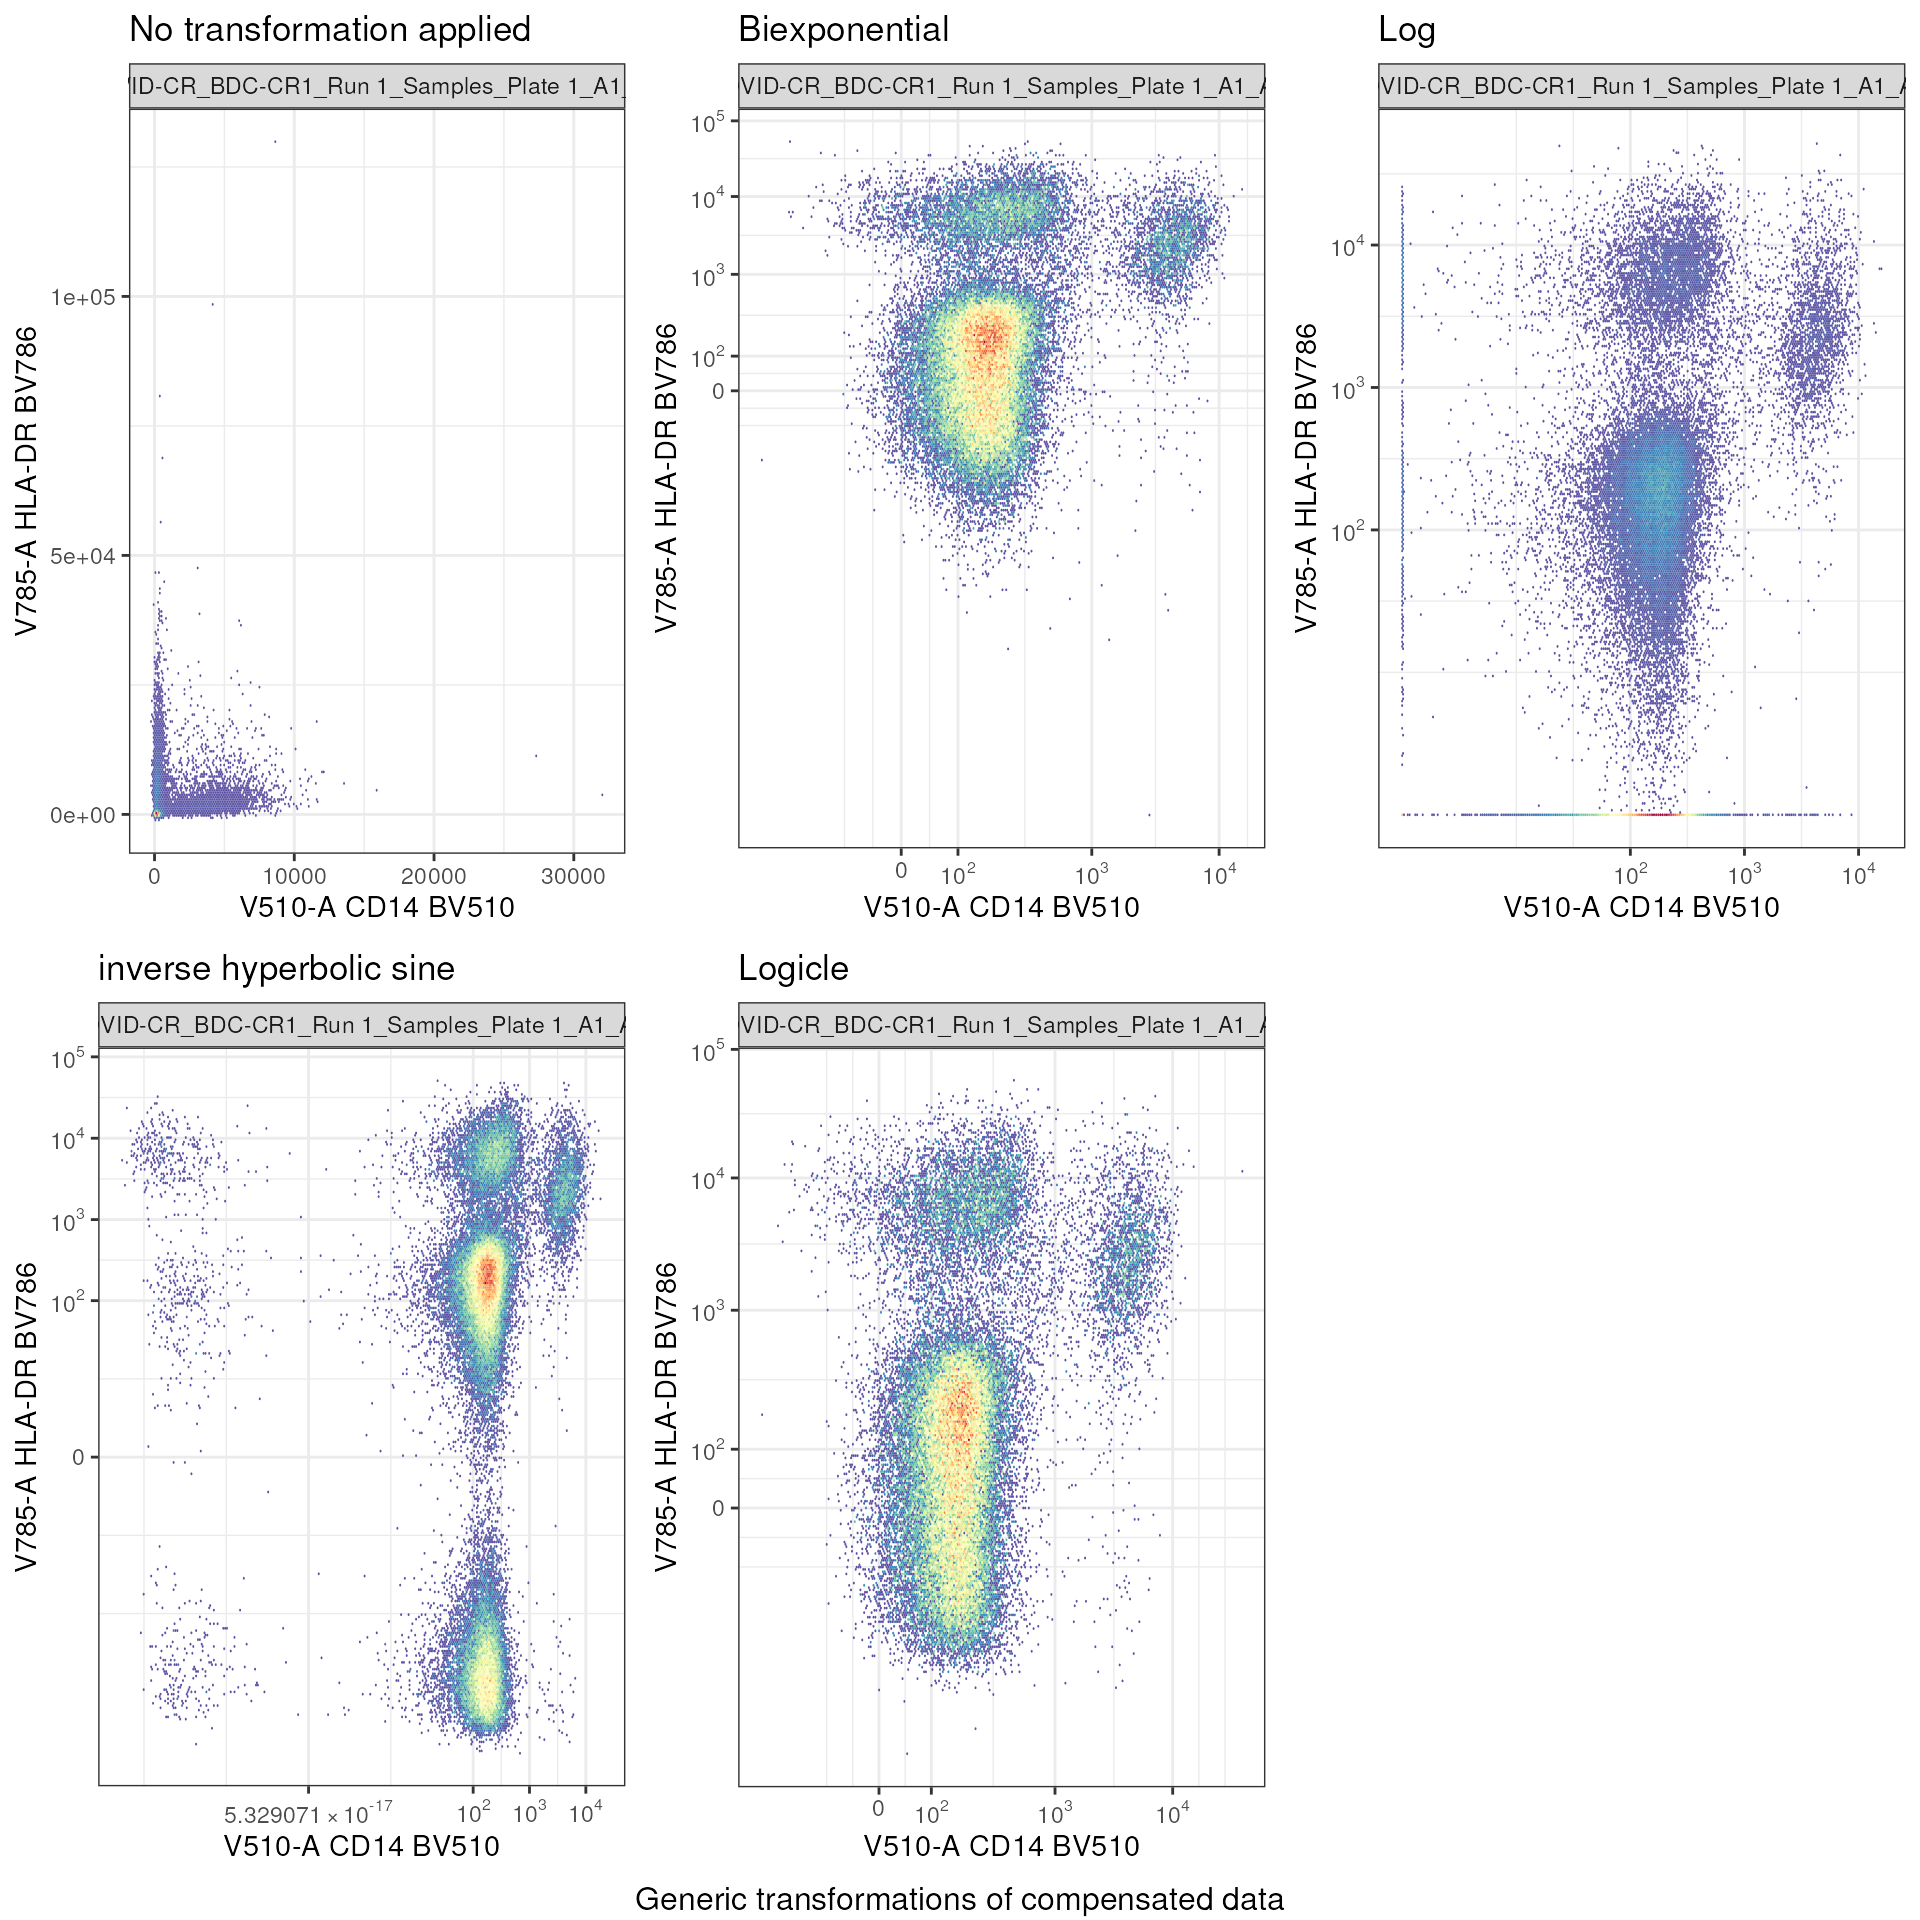 No transformation applied
Biexponential
Log
ID-CR_BDC-CR1_Run 1_Samples_Plate 1_A1_
VID-CR_BDC-CR1_Run 1_Samples_Plate 1_A1_A
VID-CR_BDC-CR1_Run 1_Samples_Plate 1_A1_A
V785-A HLA-DR BV786
1e+05
5e+04
0e+00
0 10000 20000 30000
V510-A CD14 BV510
V785-A HLA-DR BV786
10^5
10^4
10^3
10^2
0
0 10^2 10^3 10^4
V510-A CD14 BV510
V785-A HLA-DR BV786
10^4
10^3
10^2
10^2 10^3 10^4
V510-A CD14 BV510
inverse hyperbolic sine
Logicle
VID-CR_BDC-CR1_Run 1_Samples_Plate 1_A1_A
VID-CR_BDC-CR1_Run 1_Samples_Plate 1_A1_A
V785-A HLA-DR BV786
10^5
10^4
10^3
10^2
0
5.329071 × 10^-17 10^2 10^3 10^4
V510-A CD14 BV510
V785-A HLA-DR BV786
10^5
10^4
10^3
10^2
0
0 10^2 10^3 10^4
V510-A CD14 BV510
Generic transformations of compensated data